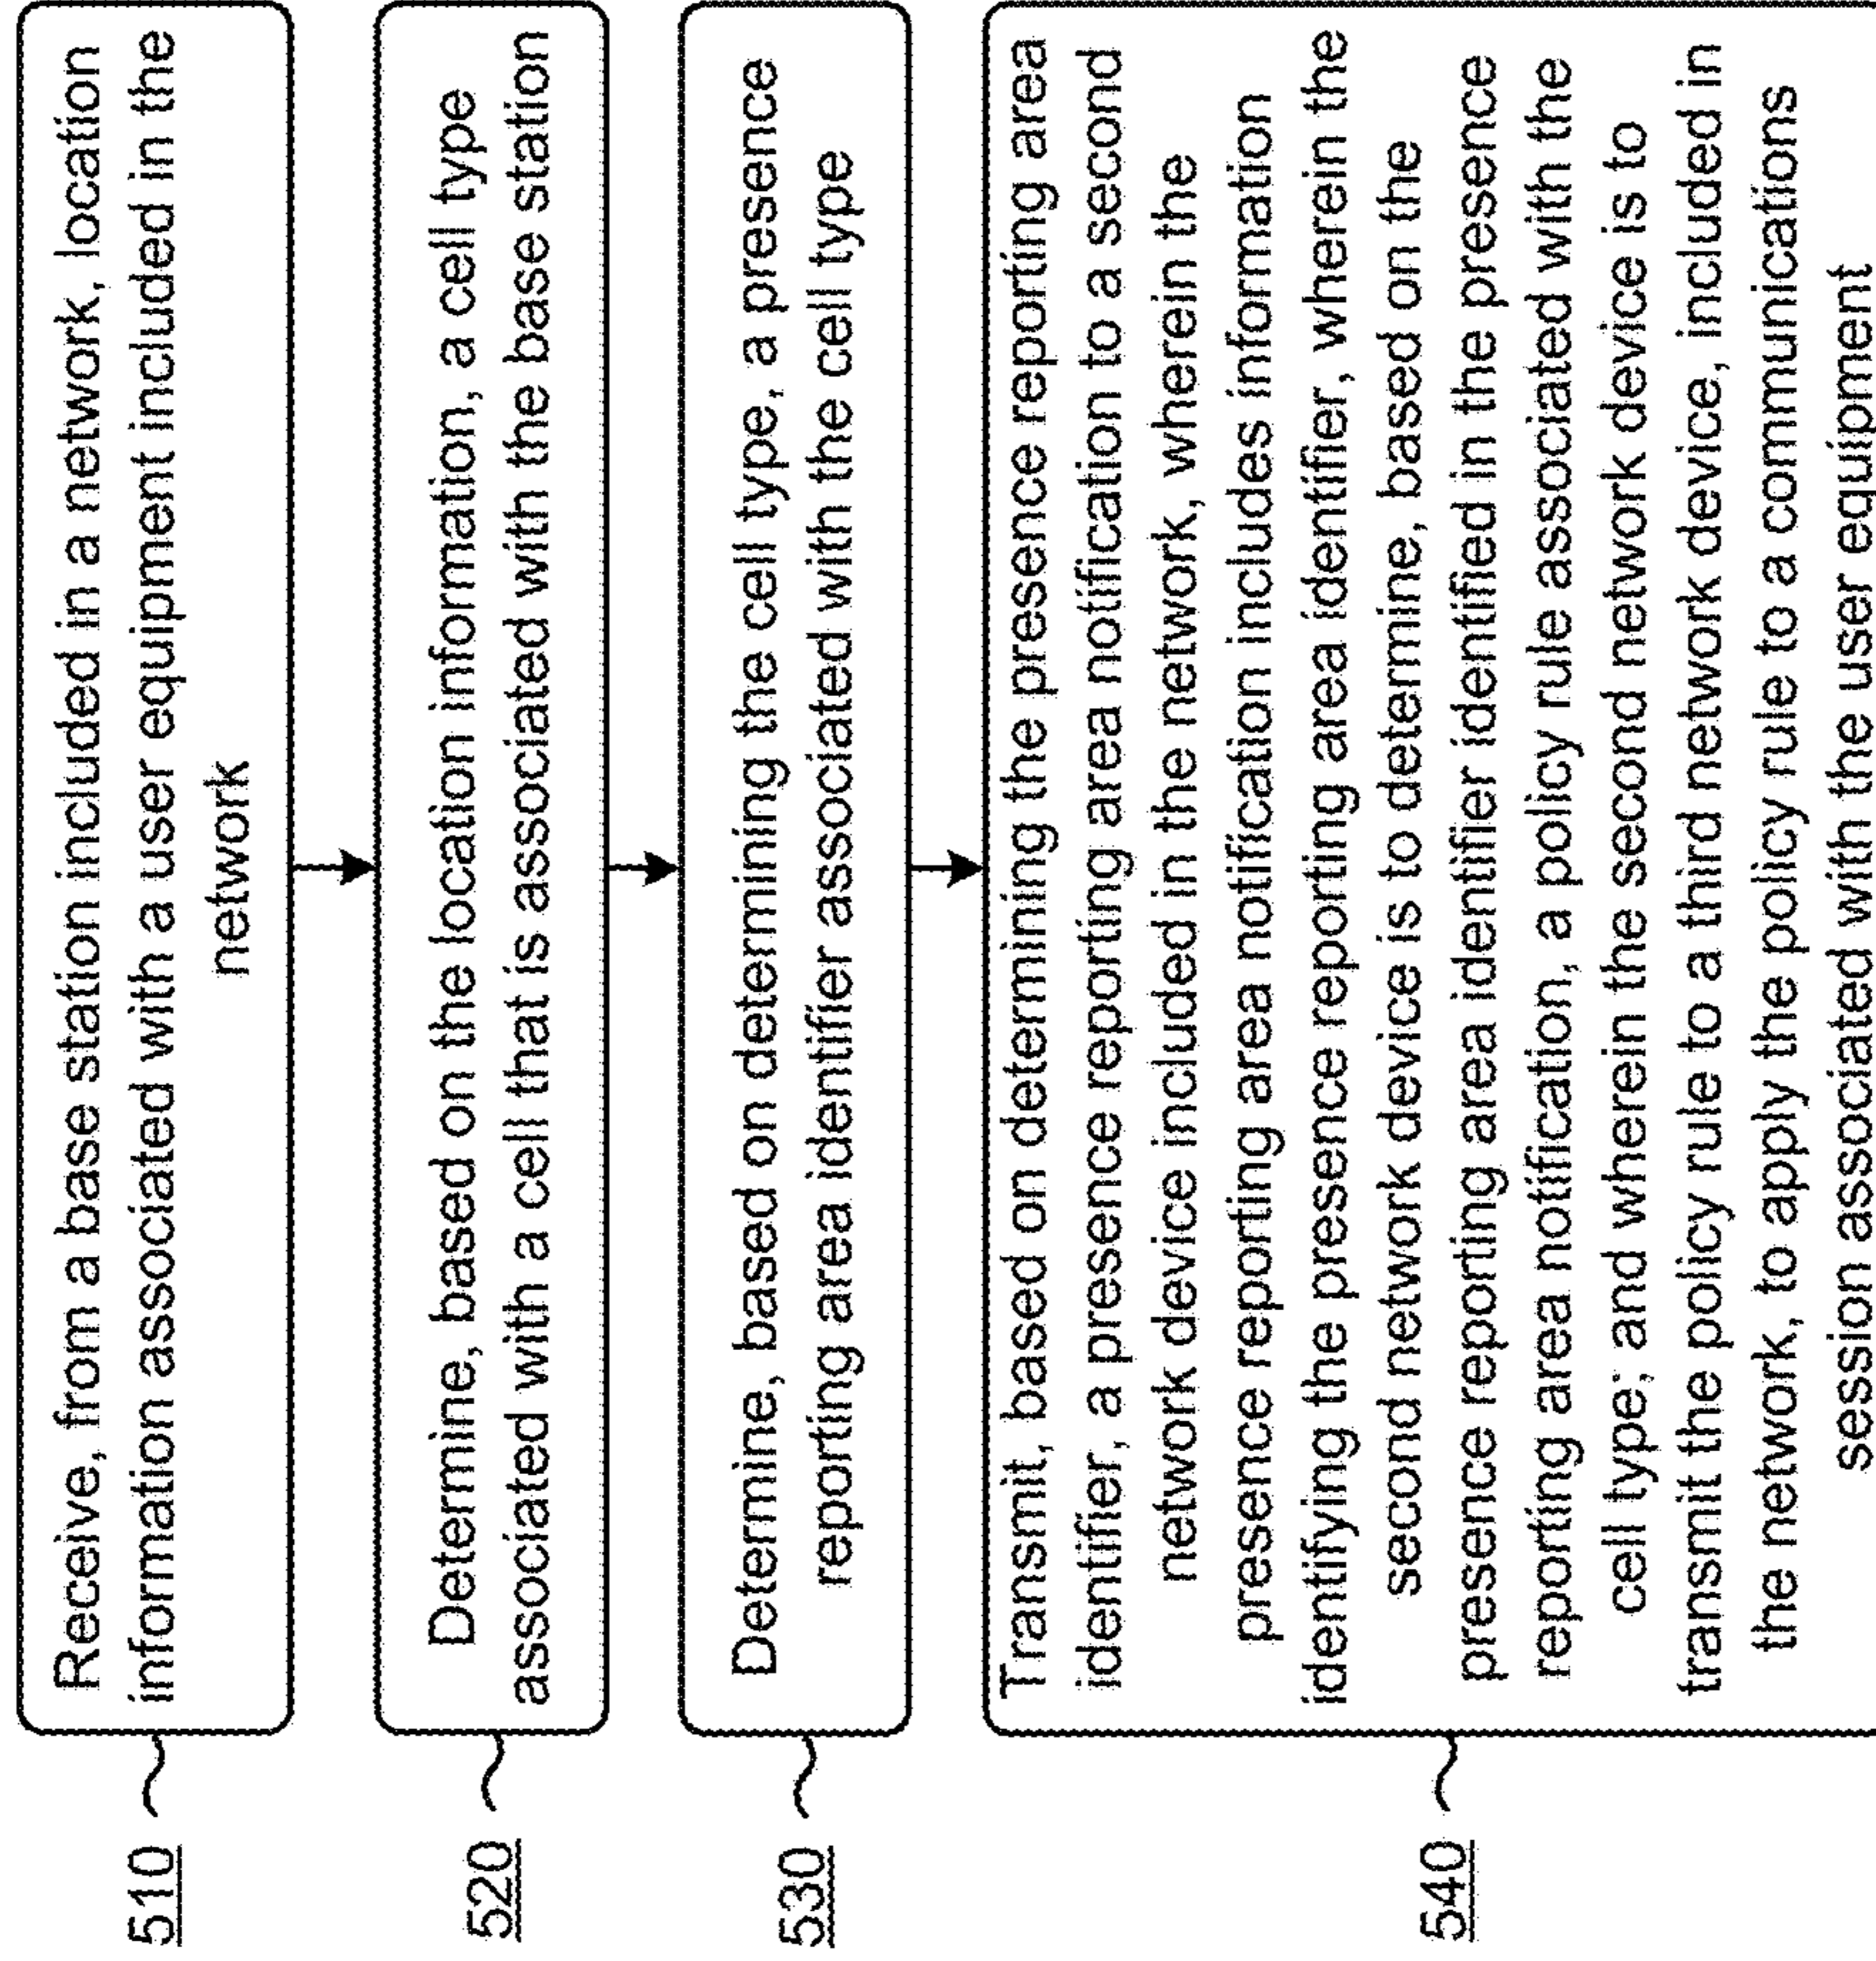 510
Receive, from a base station included in a network, location
information associated with a user equipment included in the
network
520
Determine, based on the location information, a cell type
associated with a cell that is associated with the base station
530
Determine, based on determining the cell type, a presence
reporting area identifier associated with the cell type
540
Transmit, based on determining the presence reporting area
identifier, a presence reporting area notification to a second
network device included in the network, wherein the
presence reporting area notification includes information
identifying the presence reporting area identifier, wherein the
second network device is to determine, based on the
presence reporting area identifier identified in the presence
reporting area notification, a policy rule associated with the
cell type; and wherein the second network device is to
transmit the policy rule to a third network device, included in
the network, to apply the policy rule to a communications
session associated with the user equipment